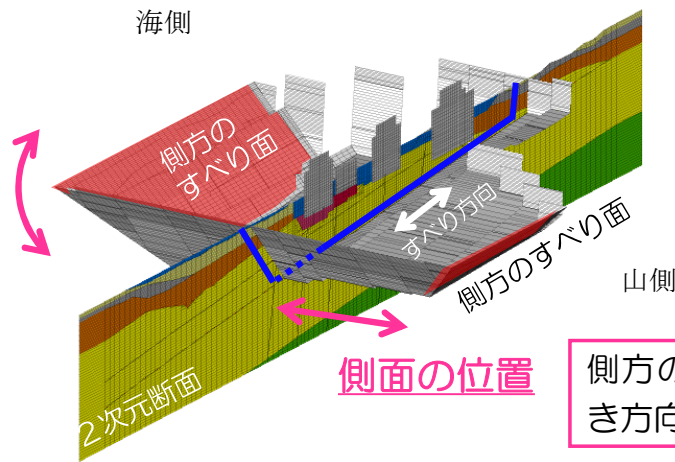 海側
側方の
すべり面
すべり方向
側方のすべり面
山側
側面の位置
2次元断面
側方の
き方向